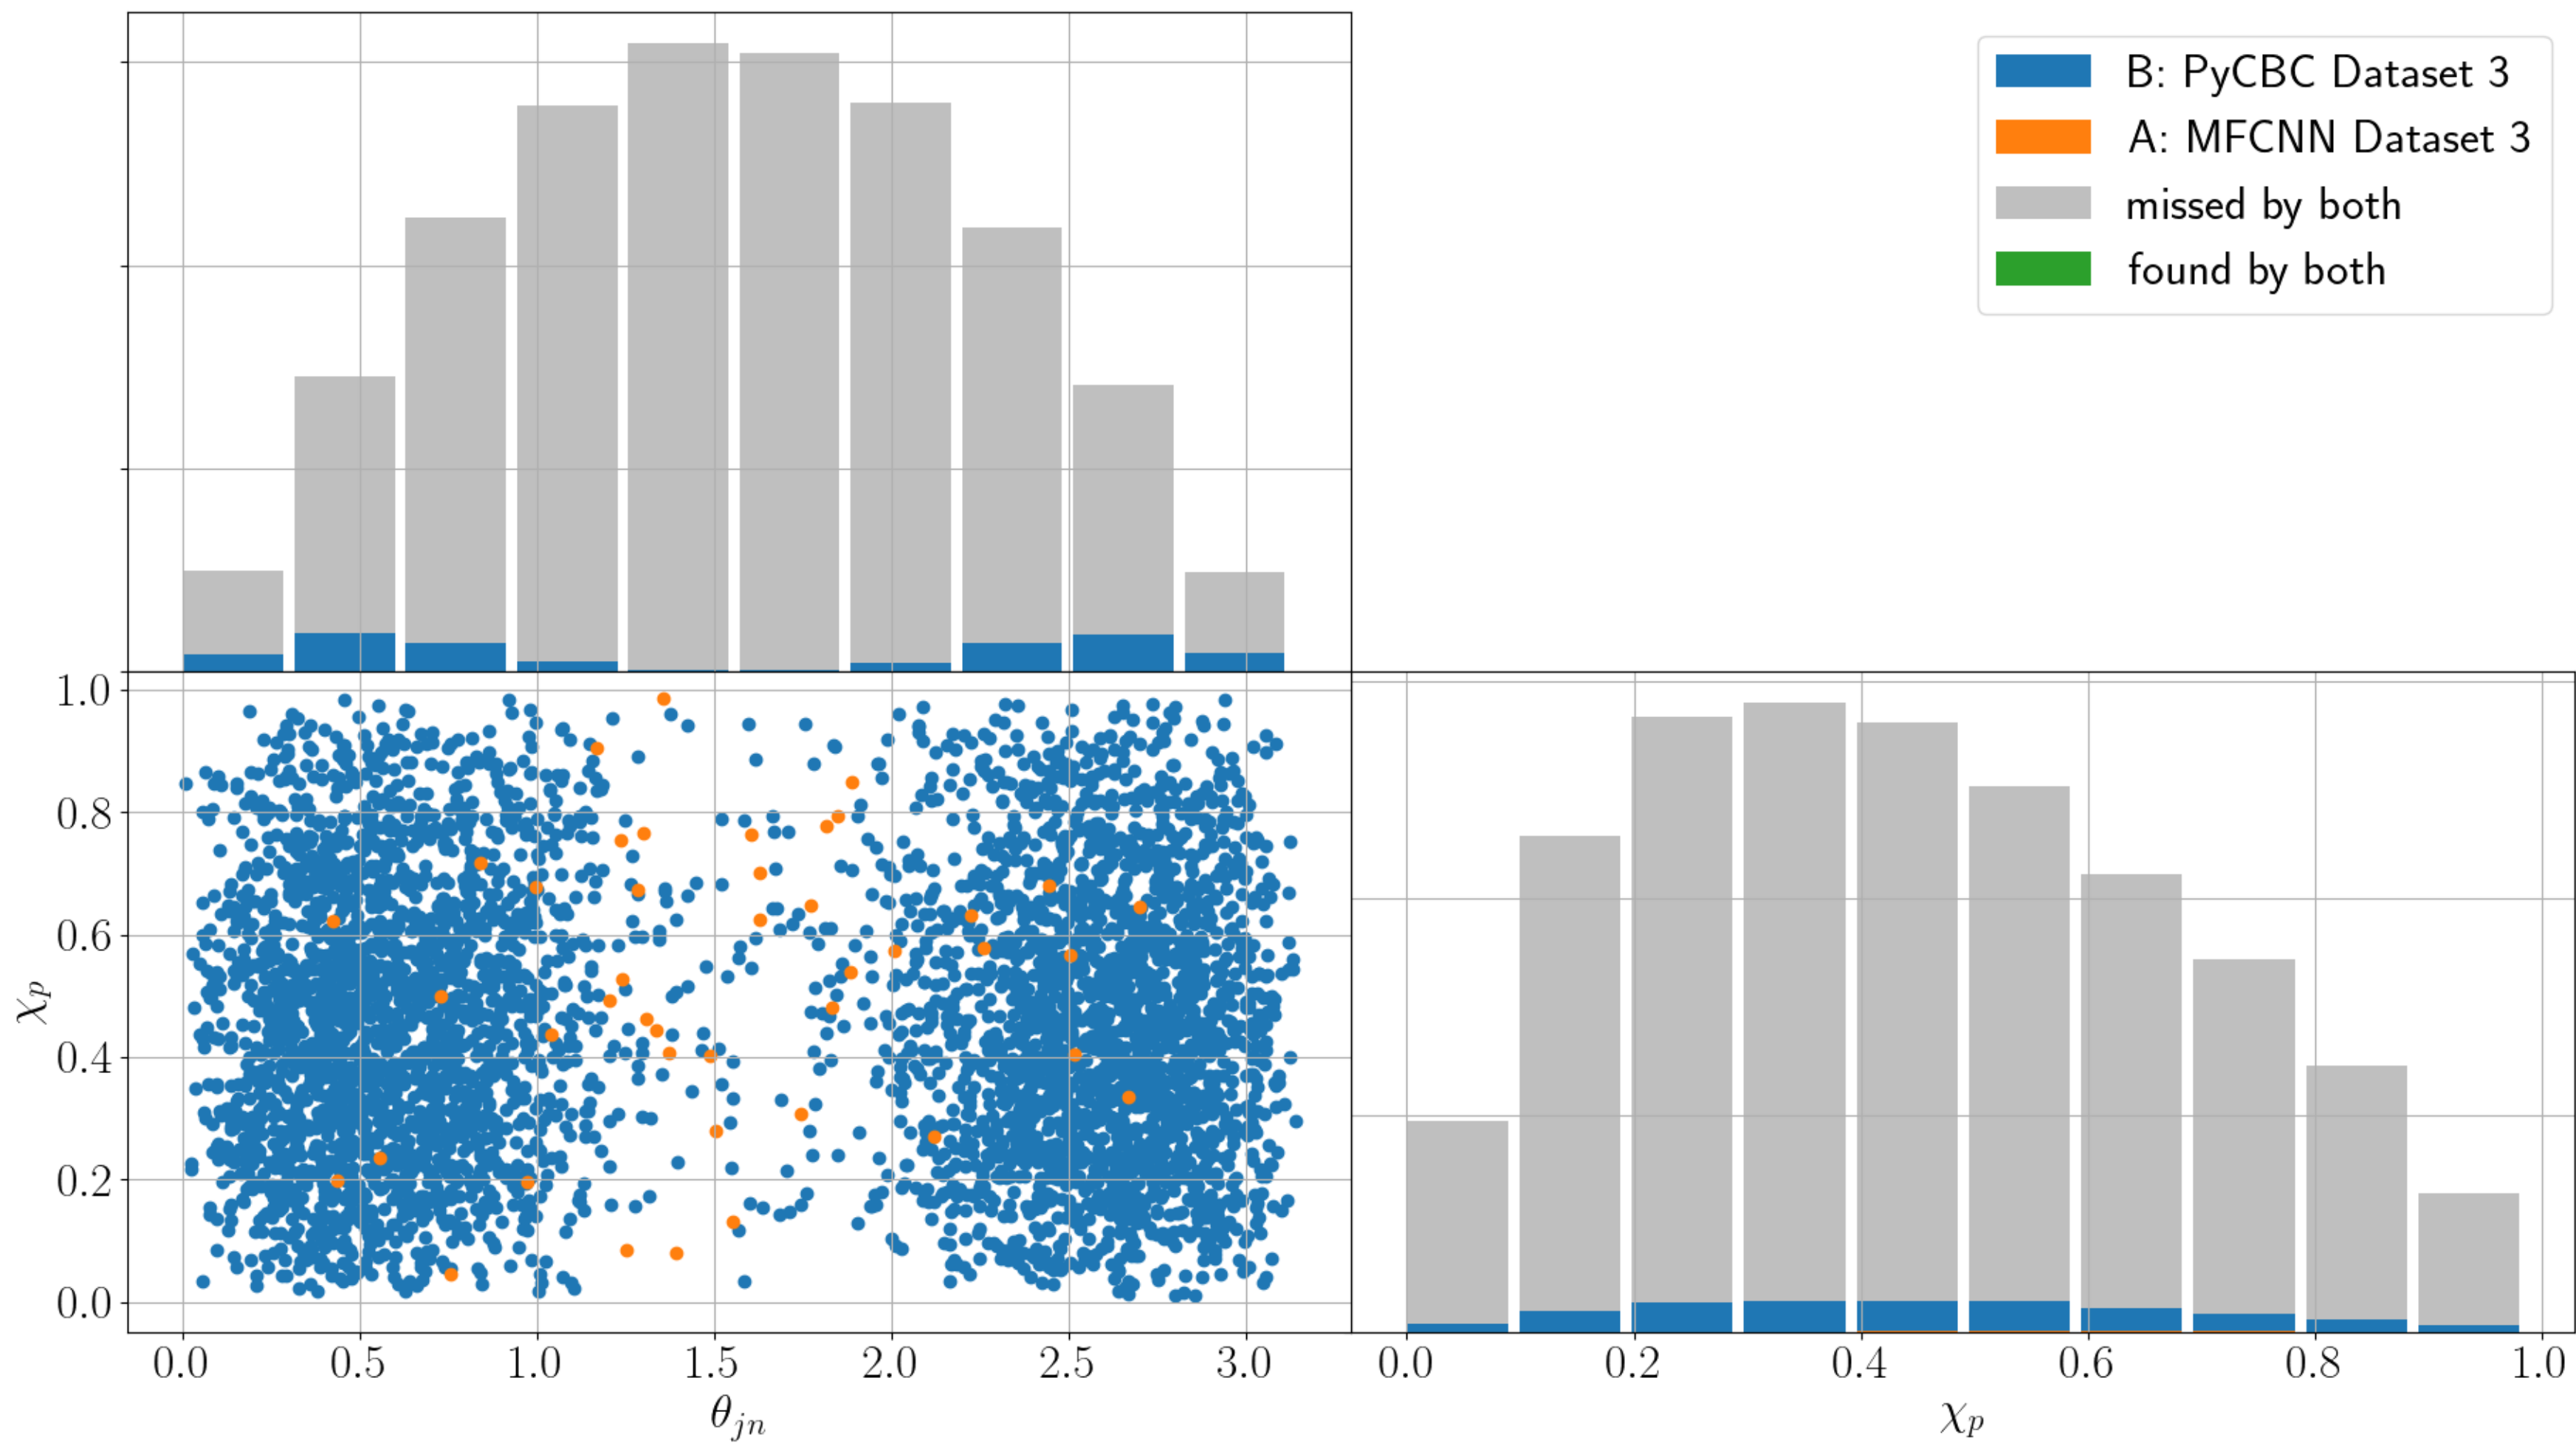 B: PyCBC Dataset 3
A: MFCNN Dataset 3
missed by both
found by both
1.0
0.8
0.6
0.4
0.2
0.0
χp
0.0 0.5 1.0 1.5 2.0 2.5 3.0
θjn
0.0 0.2 0.4 0.6 0.8 1.0
χp